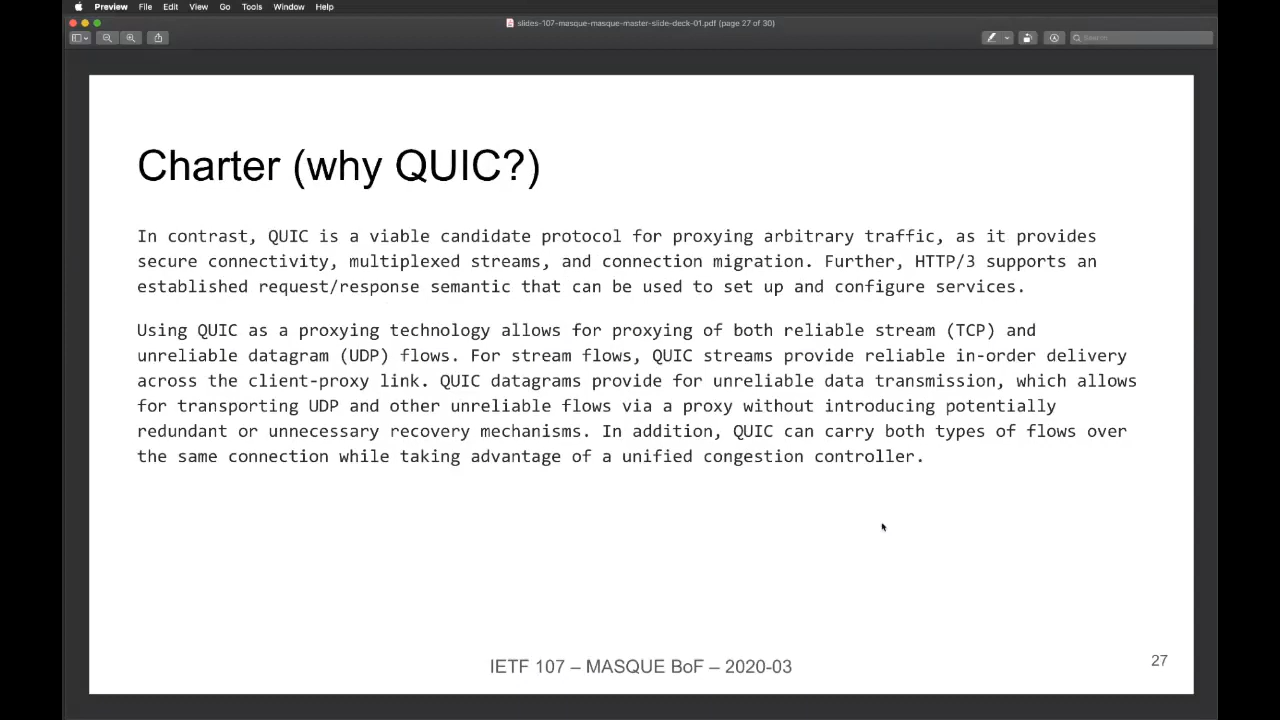 Preview File Edit View Go Tools Window Help
slides-107-masque-masque-master-slide-deck-01.pdf (page 27 of 30)
Search
Charter (why QUIC?)
In contrast, QUIC is a viable candidate protocol for proxying arbitrary traffic, as it provides
secure connectivity, multiplexed streams, and connection migration. Further, HTTP/3 supports an
established request/response semantic that can be used to set up and configure services.
Using QUIC as a proxying technology allows for proxying of both reliable stream (TCP) and
unreliable datagram (UDP) flows. For stream flows, QUIC streams provide reliable in-order delivery
across the client-proxy link. QUIC datagrams provide for unreliable data transmission, which allows
for transporting UDP and other unreliable flows via a proxy without introducing potentially
redundant or unnecessary recovery mechanisms. In addition, QUIC can carry both types of flows over
the same connection while taking advantage of a unified congestion controller.
IETF 107 – MASQUE BoF – 2020-03
27